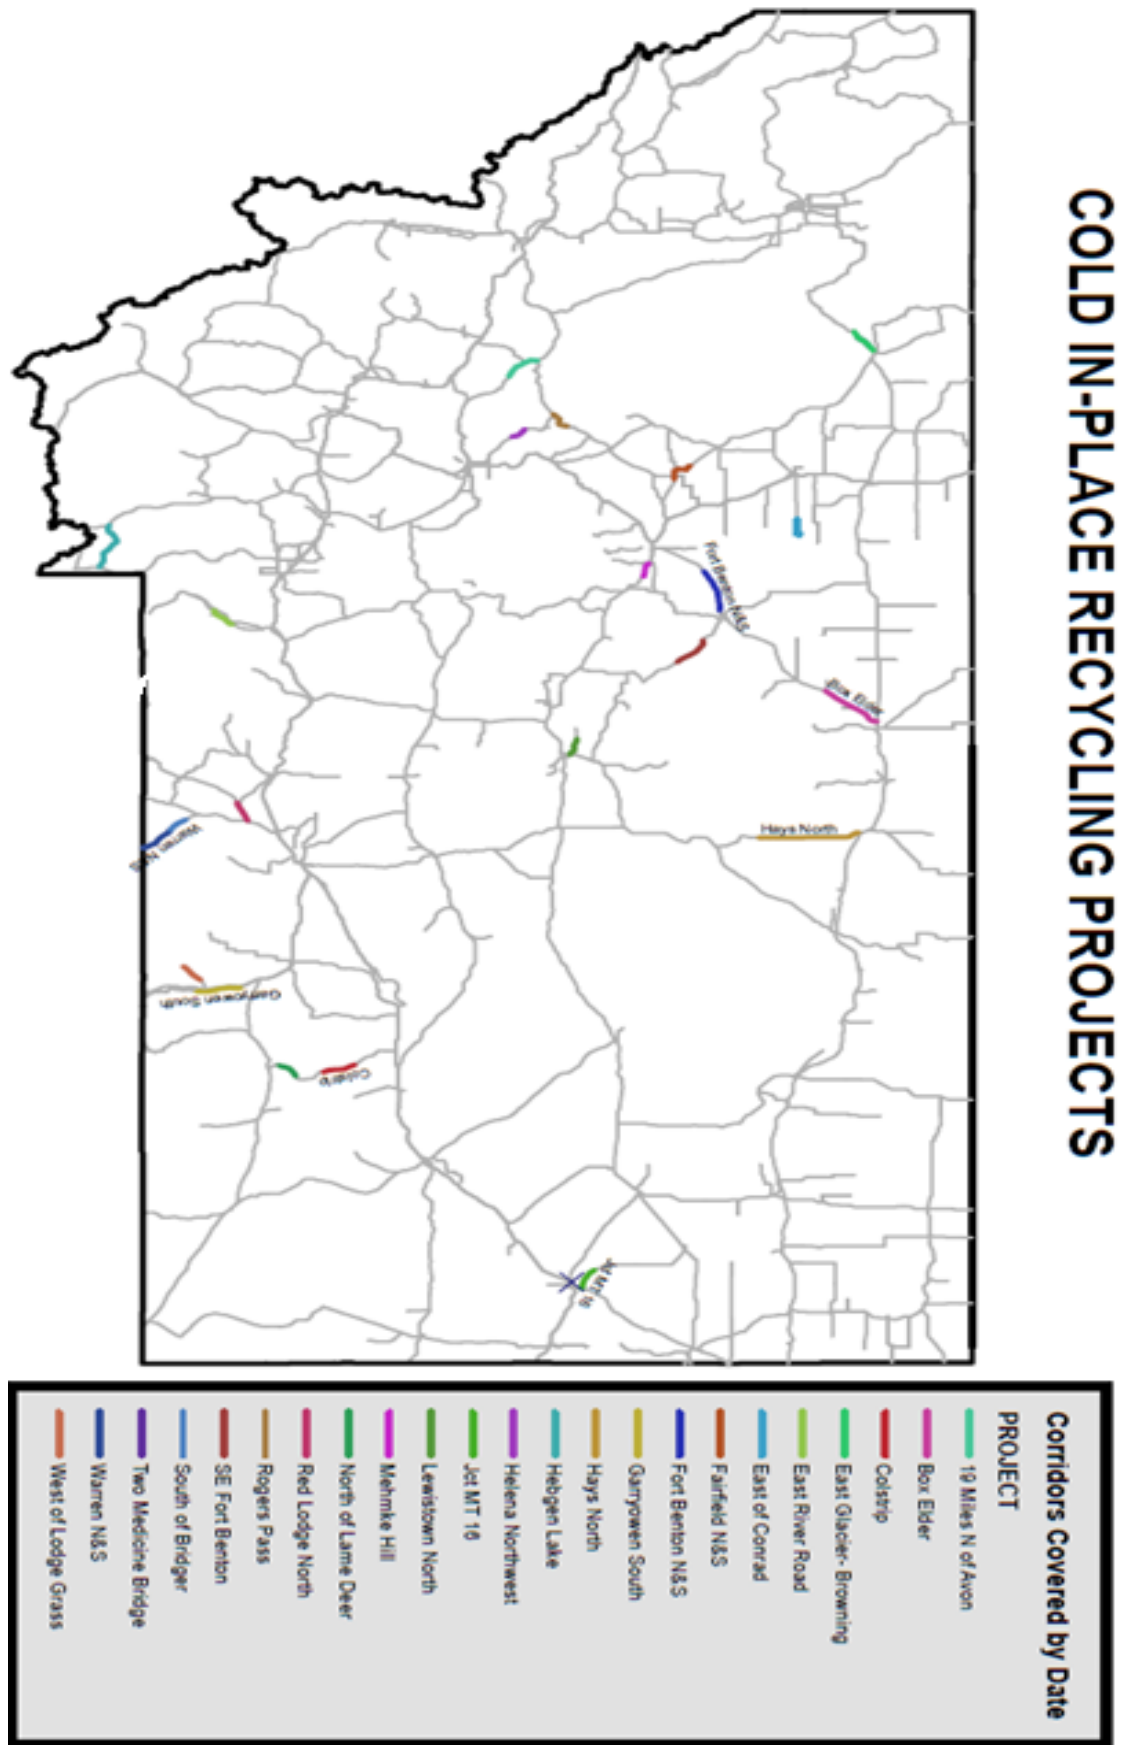 COLD IN-PLACE RECYCLING PROJECTS
Fort Benton N&S
Box Elder
Hays North
Warren N&S
Garryowen South
Colstrip
Corridors Covered by Date
PROJECT
19 Miles N of Avon
Box Elder
Colstrip
East Glacier- Browning
East River Road
East of Conrad
Fairfield N&S
Fort Benton N&S
Garryowen South
Hays North
Hebgen Lake
Helena Northwest
Jct MT 16
Lewistown North
Mehmke Hill
North of Lame Deer
Red Lodge North
Rogers Pass
SE Fort Benton
South of Bridger
Two Medicine Bridge
Warren N&S
West of Lodge Grass